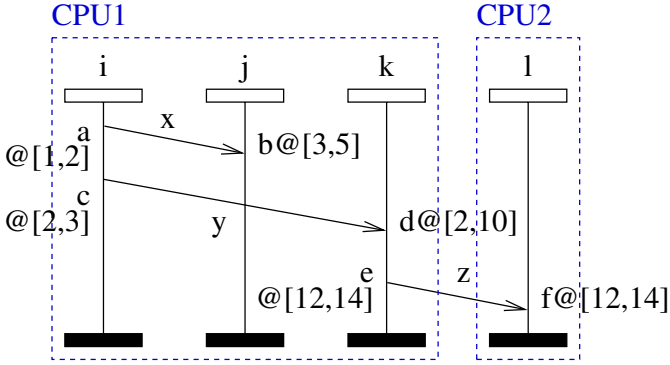 CPU1 CPU2
i j k l
a x b@[3,5]
@[1,2]
c
@[2,3] y d@[2,10]
e z
@[12,14] f@[12,14]